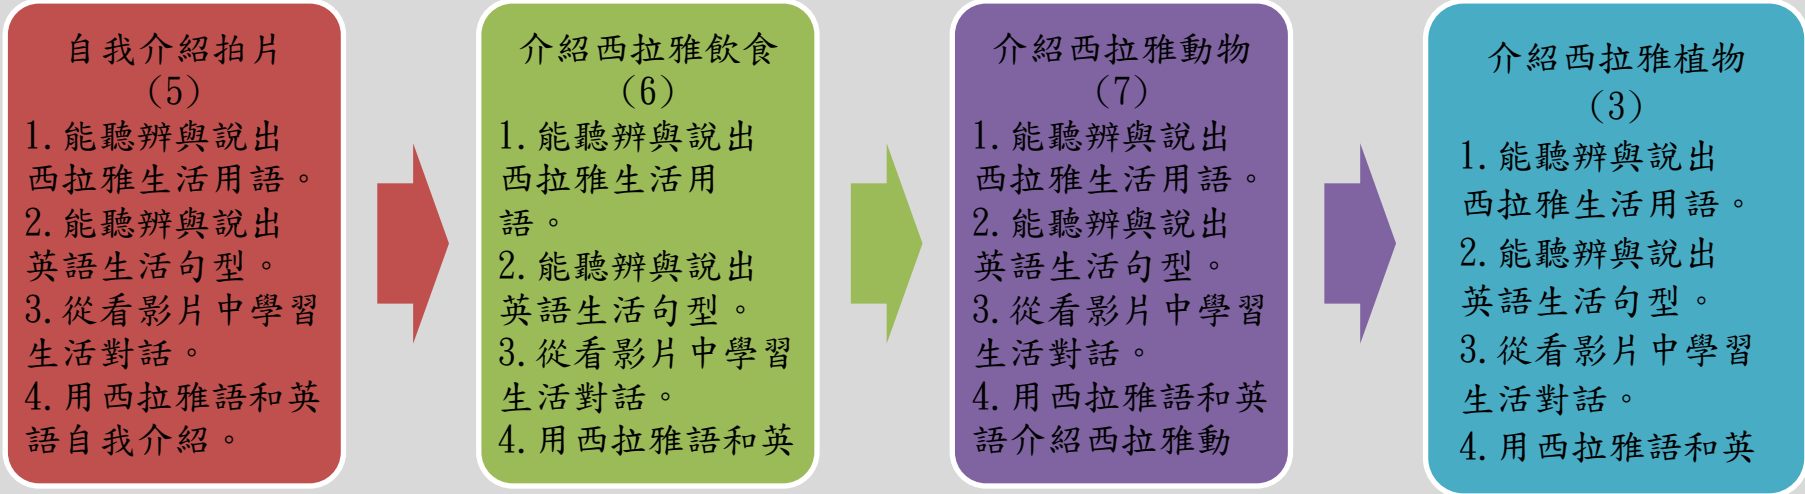 自我介紹拍片
(5)
1.能聽辨與說出
西拉雅生活用語。
2.能聽辨與說出
英語生活句型。
3.從看影片中學習
生活對話。
4.用西拉雅語和英
語自我介紹。
介紹西拉雅飲食
(6)
1.能聽辨與說出
西拉雅生活用
語。
2.能聽辨與說出
英語生活句型。
3.從看影片中學習
生活對話。
4.用西拉雅語和英
介紹西拉雅動物
(7)
1.能聽辨與說出
西拉雅生活用語。
2.能聽辨與說出
英語生活句型。
3.從看影片中學習
生活對話。
4.用西拉雅語和英
語介紹西拉雅動
介紹西拉雅植物
(3)
1.能聽辨與說出
西拉雅生活用語。
2.能聽辨與說出
英語生活句型。
3.從看影片中學習
生活對話。
4.用西拉雅語和英